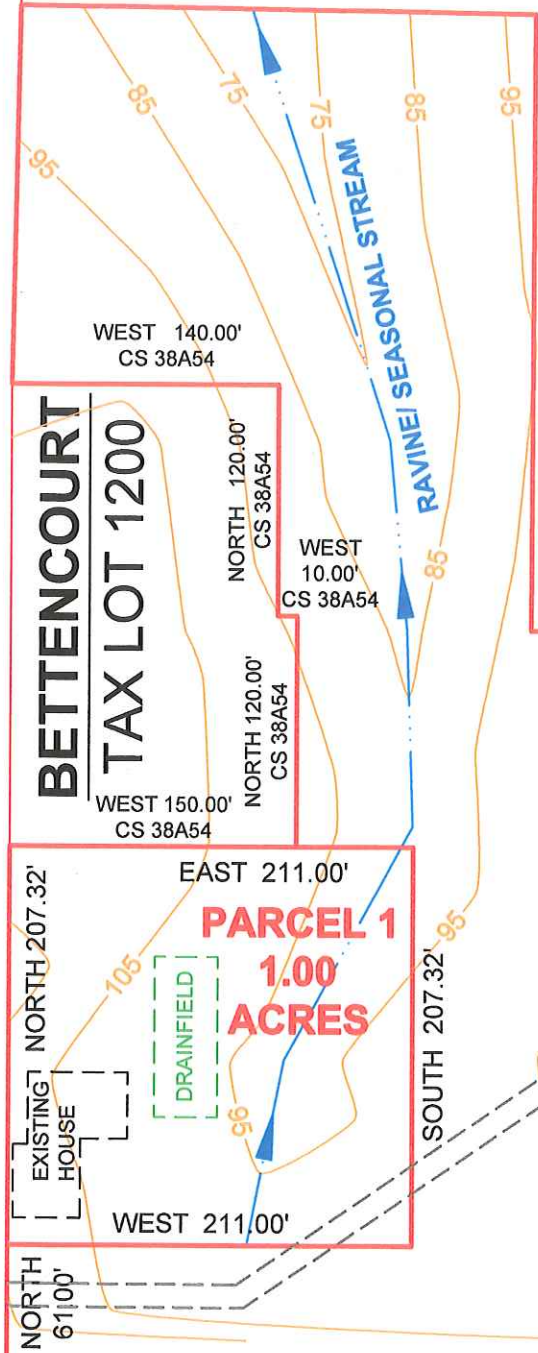 95
85
75
75
85
95
RAVINE/ SEASONAL STREAM
WEST 140.00'
CS 38A54
BETTENCOURT
TAX LOT 1200
NORTH 120.00'
CS 38A54
WEST
10.00'
CS 38A54
85
NORTH 120.00'
CS 38A54
WEST 150.00'
CS 38A54
EAST 211.00'
NORTH 207.32'
PARCEL 1
1.00
ACRES
105
95
DRAINFIELD
SOUTH 207.32'
EXISTING
HOUSE
95
WEST 211.00'
NORTH
61.00'